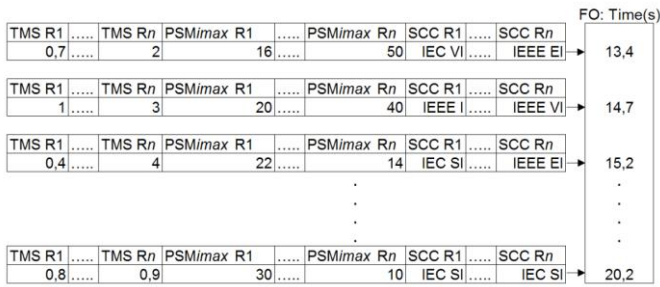 FO: Time(s)
TMS R1 ..... TMS Rn PSMimax R1 ..... PSMimax Rn SCC R1 ..... SCC Rn
0,7 ..... 2 16 ..... 50 IEC VI ..... IEEE EI 13,4
TMS R1 ..... TMS Rn PSMimax R1 ..... PSMimax Rn SCC R1 ..... SCC Rn
1 ..... 3 20 ..... 40 IEEE I ..... IEEE VI 14,7
TMS R1 ..... TMS Rn PSMimax R1 ..... PSMimax Rn SCC R1 ..... SCC Rn
0,4 ..... 4 22 ..... 14 IEC SI ..... IEEE EI 15,2
TMS R1 ..... TMS Rn PSMimax R1 ..... PSMimax Rn SCC R1 ..... SCC Rn
0,8 ..... 0,9 30 ..... 10 IEC SI ..... IEC SI 20,2